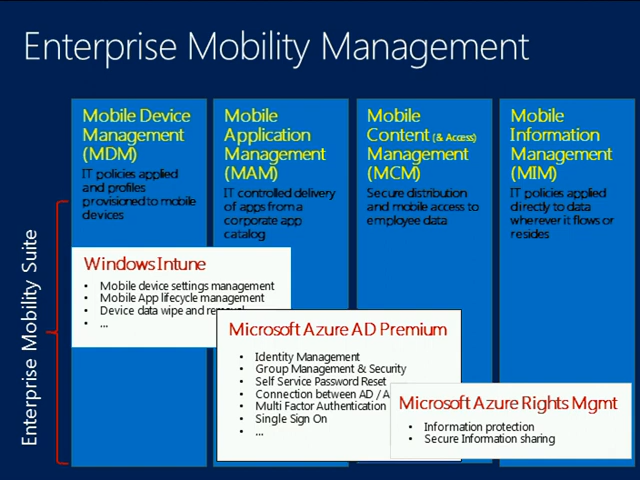 Enterprise Mobility Management
Mobile Device
Management
(MDM)
IT policies applied
and profiles
provisioned to mobile
devices
Mobile
Application
Management
(MAM)
IT controlled delivery
of apps from a
corporate app
catalog
Mobile
Content (& Access)
Management
(MCM)
Secure distribution
and mobile access to
employee data
Mobile
Information
Management
(MIM)
IT policies applied
directly to data
wherever it flows or
resides
Enterprise Mobility Suite
Windows Intune
• Mobile device settings management
• Mobile App lifecycle management
• Device data wipe and removal
• ...
Microsoft Azure AD Premium
• Identity Management
• Group Management & Security
• Self Service Password Reset
• Connection between AD / A
• Multi Factor Authentication
• Single Sign On
• ...
Microsoft Azure Rights Mgmt
• Information protection
• Secure Information sharing